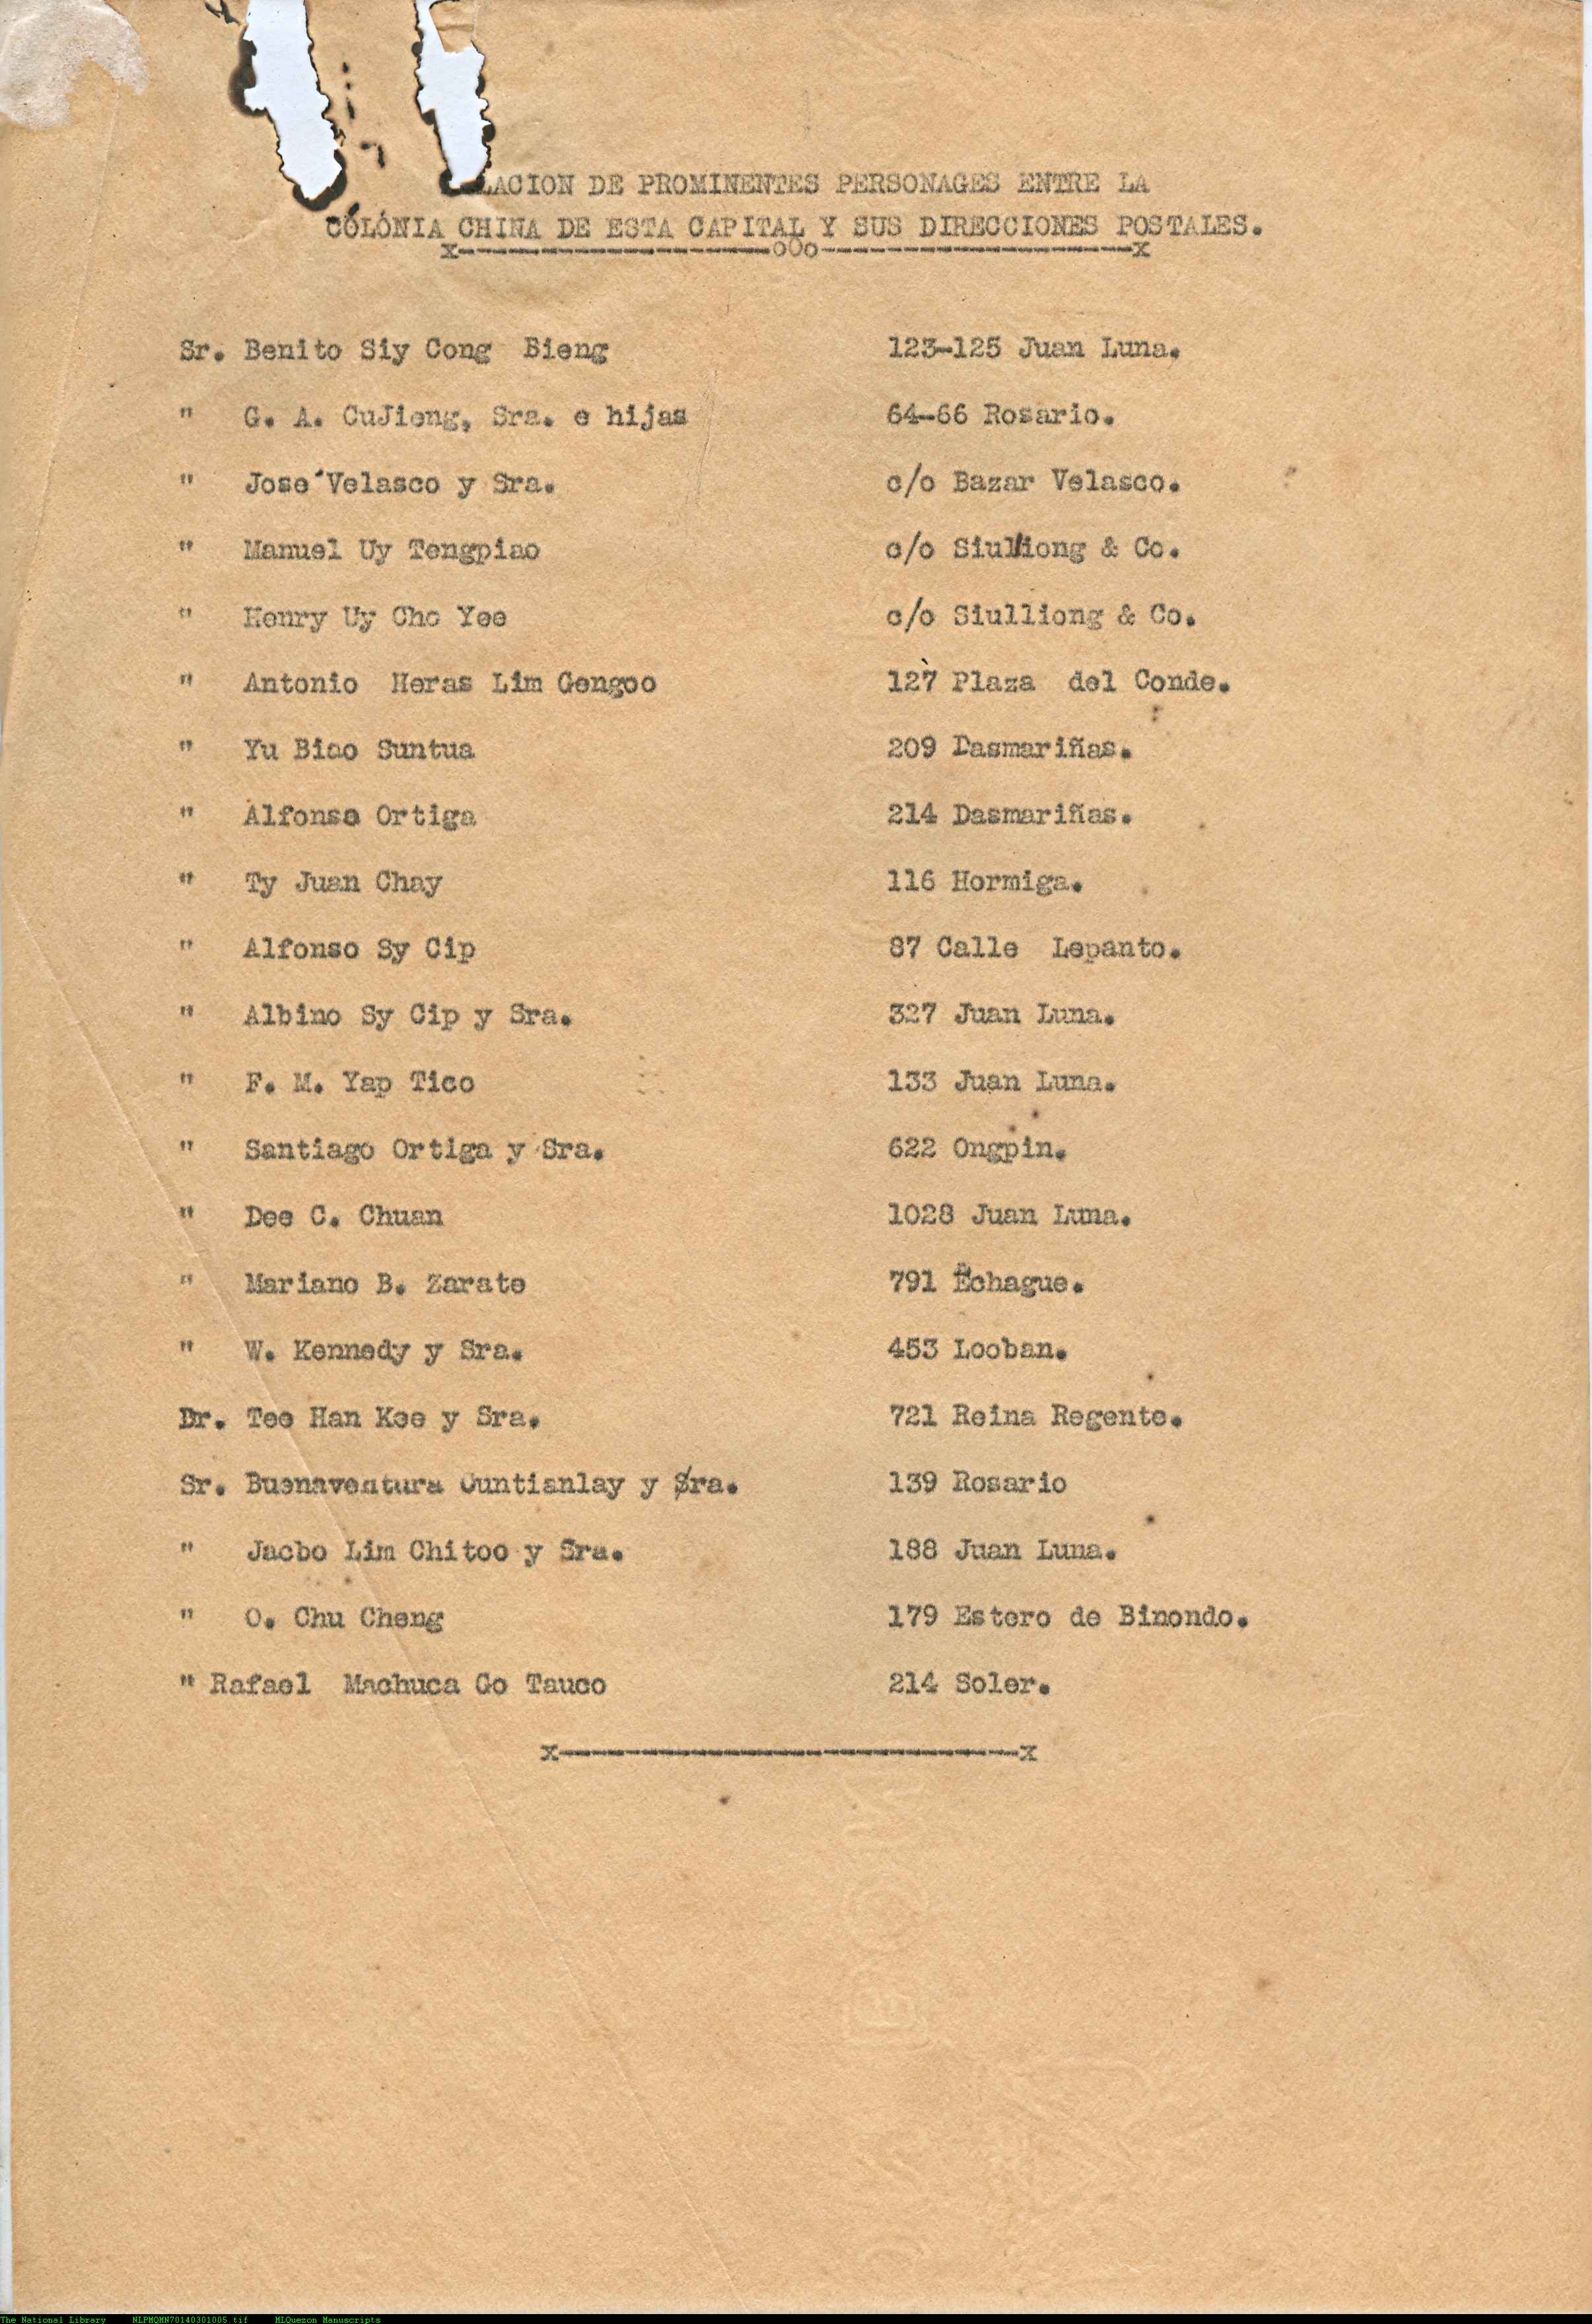 LACION DE PROMINENTES PERSONAGES ENTRE LA
COLÓNIA CHINA DE ESTA CAPITAL Y SUS DIRECCIONES POSTALES.
x-------------------oOo-------------------x
Sr. Benito Siy Cong Bieng 123-125 Juan Luna.
" G. A. CuJieng, Sra. e hijas 64-66 Rosario.
" Jose´Velasco y Sra. c/o Bazar Velasco.
" Manuel Uy Tengpiao c/o Siulliong & Co.
" Henry Uy Cho Yee c/o Siulliong & Co.
" Antonio Heras Lim Gengoo 127 Plaza del Conde.
" Yu Biao Suntua 209 Dasmariñas.
" Alfonso Ortiga 214 Dasmariñas.
" Ty Juan Chay 116 Hormiga.
" Alfonso Sy Cip 87 Calle Lepanto.
" Albino Sy Cip y Sra. 327 Juan Luna.
" F. M. Yap Tico 133 Juan Luna.
" Santiago Ortiga y Sra. 622 Ongpin.
" Dee C. Chuan 1028 Juan Luna.
" Mariano B. Zarate 791 Echague.
" W. Kennedy y Sra. 453 Looban.
Dr. Tee Han Kee y Sra. 721 Reina Regente.
Sr. Buenaventura Cuntianlay y Sra. 139 Rosario
" Jacbo Lim Chitoo y Sra. 188 Juan Luna.
" O. Chu Cheng 179 Estero de Binondo.
" Rafael Machuca Go Tauco 214 Soler.
x----------------------------x
The National Library NLPMQMN70140301005.tif MLQuezon Manuscripts